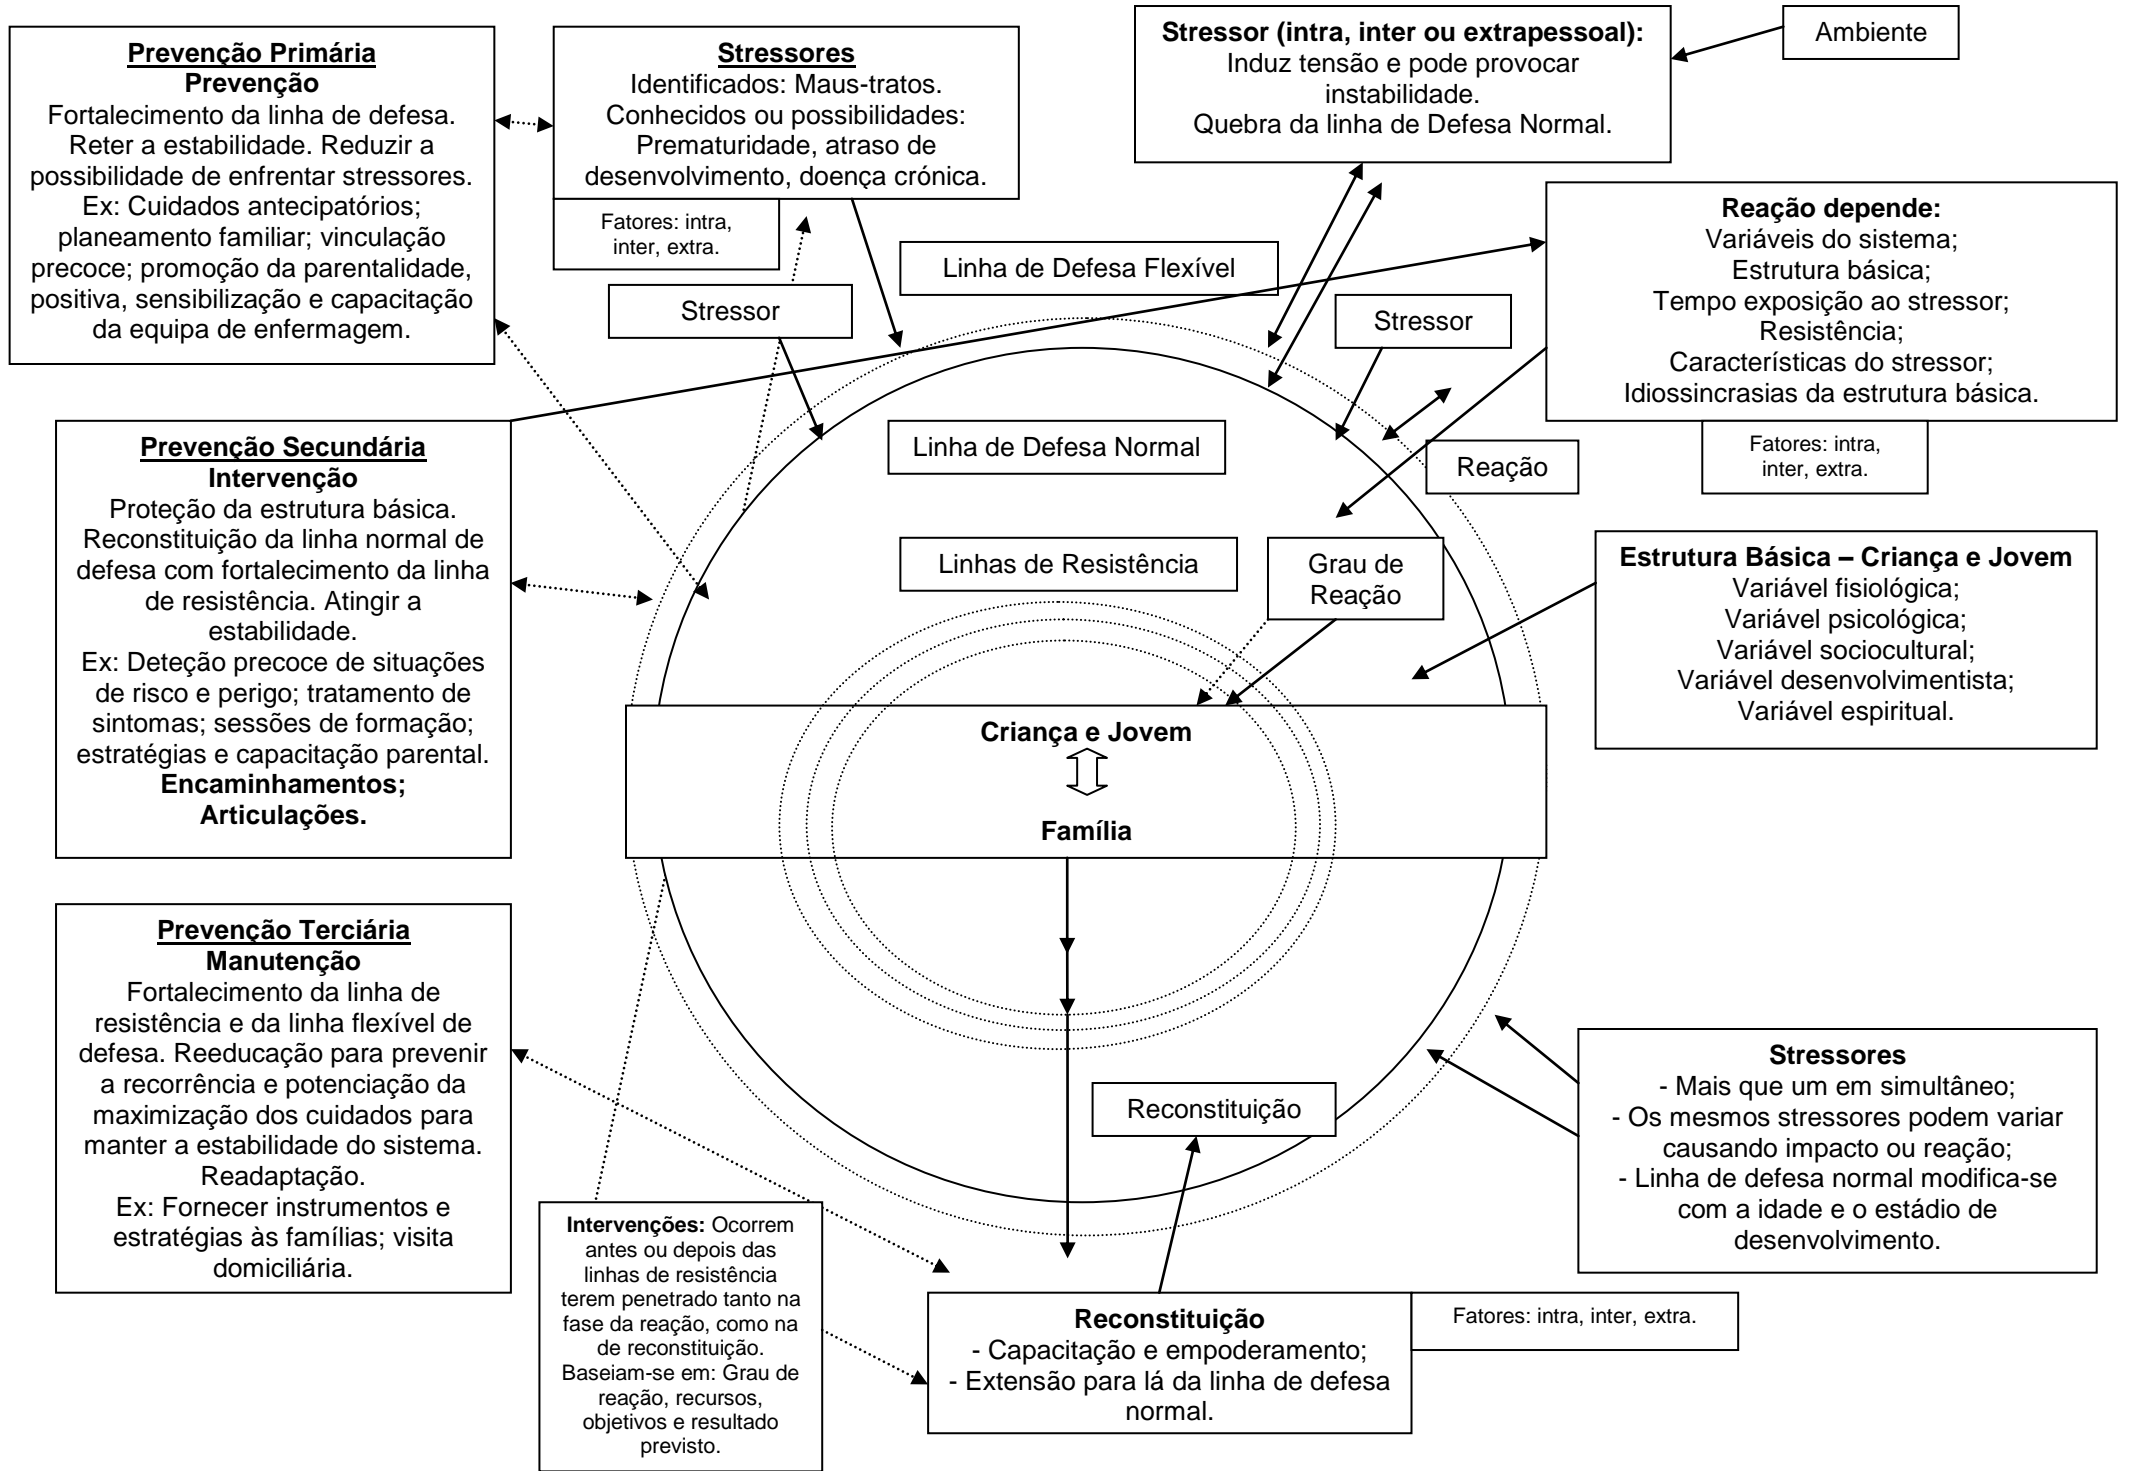 Prevenção Primária
Prevenção
Fortalecimento da linha de defesa.
Reter a estabilidade. Reduzir a
possibilidade de enfrentar stressores.
Ex: Cuidados antecipatórios;
planeamento familiar; vinculação
precoce; promoção da parentalidade,
positiva, sensibilização e capacitação
da equipa de enfermagem.
Stressores
Identificados: Maus-tratos.
Conhecidos ou possibilidades:
Prematuridade, atraso de
desenvolvimento, doença crónica.
Fatores: intra,
inter, extra.
Stressor (intra, inter ou extrapessoal):
Induz tensão e pode provocar
instabilidade.
Quebra da linha de Defesa Normal.
Ambiente
Reação depende:
Variáveis do sistema;
Estrutura básica;
Tempo exposição ao stressor;
Resistência;
Características do stressor;
Idiossincrasias da estrutura básica.
Fatores: intra,
inter, extra.
Linha de Defesa Flexível
Stressor
Stressor
Linha de Defesa Normal
Reação
Linhas de Resistência
Grau de
Reação
Prevenção Secundária
Intervenção
Proteção da estrutura básica.
Reconstituição da linha normal de
defesa com fortalecimento da linha
de resistência. Atingir a
estabilidade.
Ex: Deteção precoce de situações
de risco e perigo; tratamento de
sintomas; sessões de formação;
estratégias e capacitação parental.
Encaminhamentos;
Articulações.
Estrutura Básica – Criança e Jovem
Variável fisiológica;
Variável psicológica;
Variável sociocultural;
Variável desenvolvimentista;
Variável espiritual.
Criança e Jovem
Família
Prevenção Terciária
Manutenção
Fortalecimento da linha de
resistência e da linha flexível de
defesa. Reeducação para prevenir
a recorrência e potenciação da
maximização dos cuidados para
manter a estabilidade do sistema.
Readaptação.
Ex: Fornecer instrumentos e
estratégias às famílias; visita
domiciliária.
Stressores
- Mais que um em simultâneo;
- Os mesmos stressores podem variar
causando impacto ou reação;
- Linha de defesa normal modifica-se
com a idade e o estádio de
desenvolvimento.
Reconstituição
Intervenções: Ocorrem
antes ou depois das
linhas de resistência
terem penetrado tanto na
fase da reação, como na
de reconstituição.
Baseiam-se em: Grau de
reação, recursos,
objetivos e resultado
previsto.
Reconstituição
- Capacitação e empoderamento;
- Extensão para lá da linha de defesa
normal.
Fatores: intra, inter, extra.